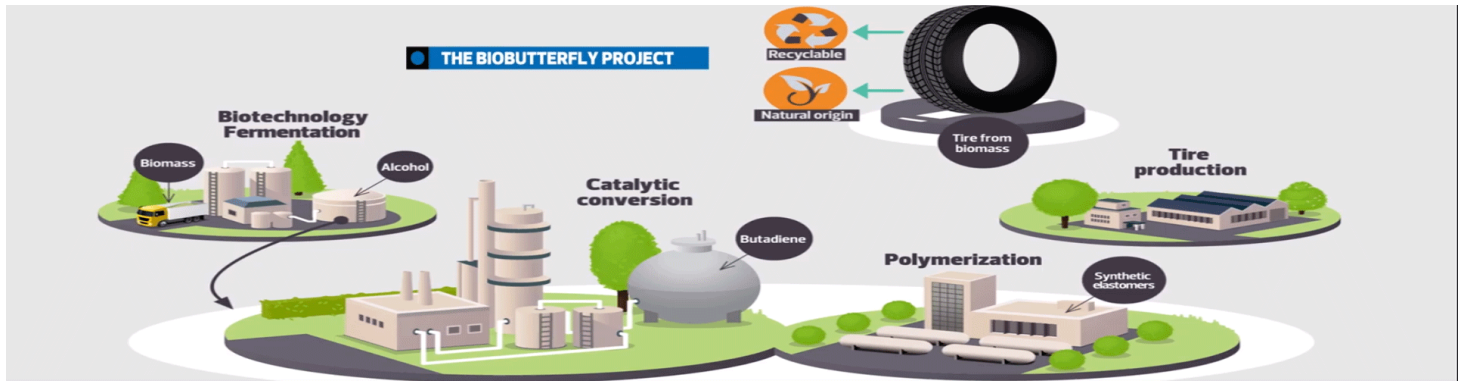 THE BIOBUTTERFLY PROJECT
Recyclable
Natural origin
Tire from
biomass
Biotechnology
Fermentation
Biomass
Alcohol
Catalytic
conversion
Butadiene
Polymerization
Synthetic
elastomers
Tire
production